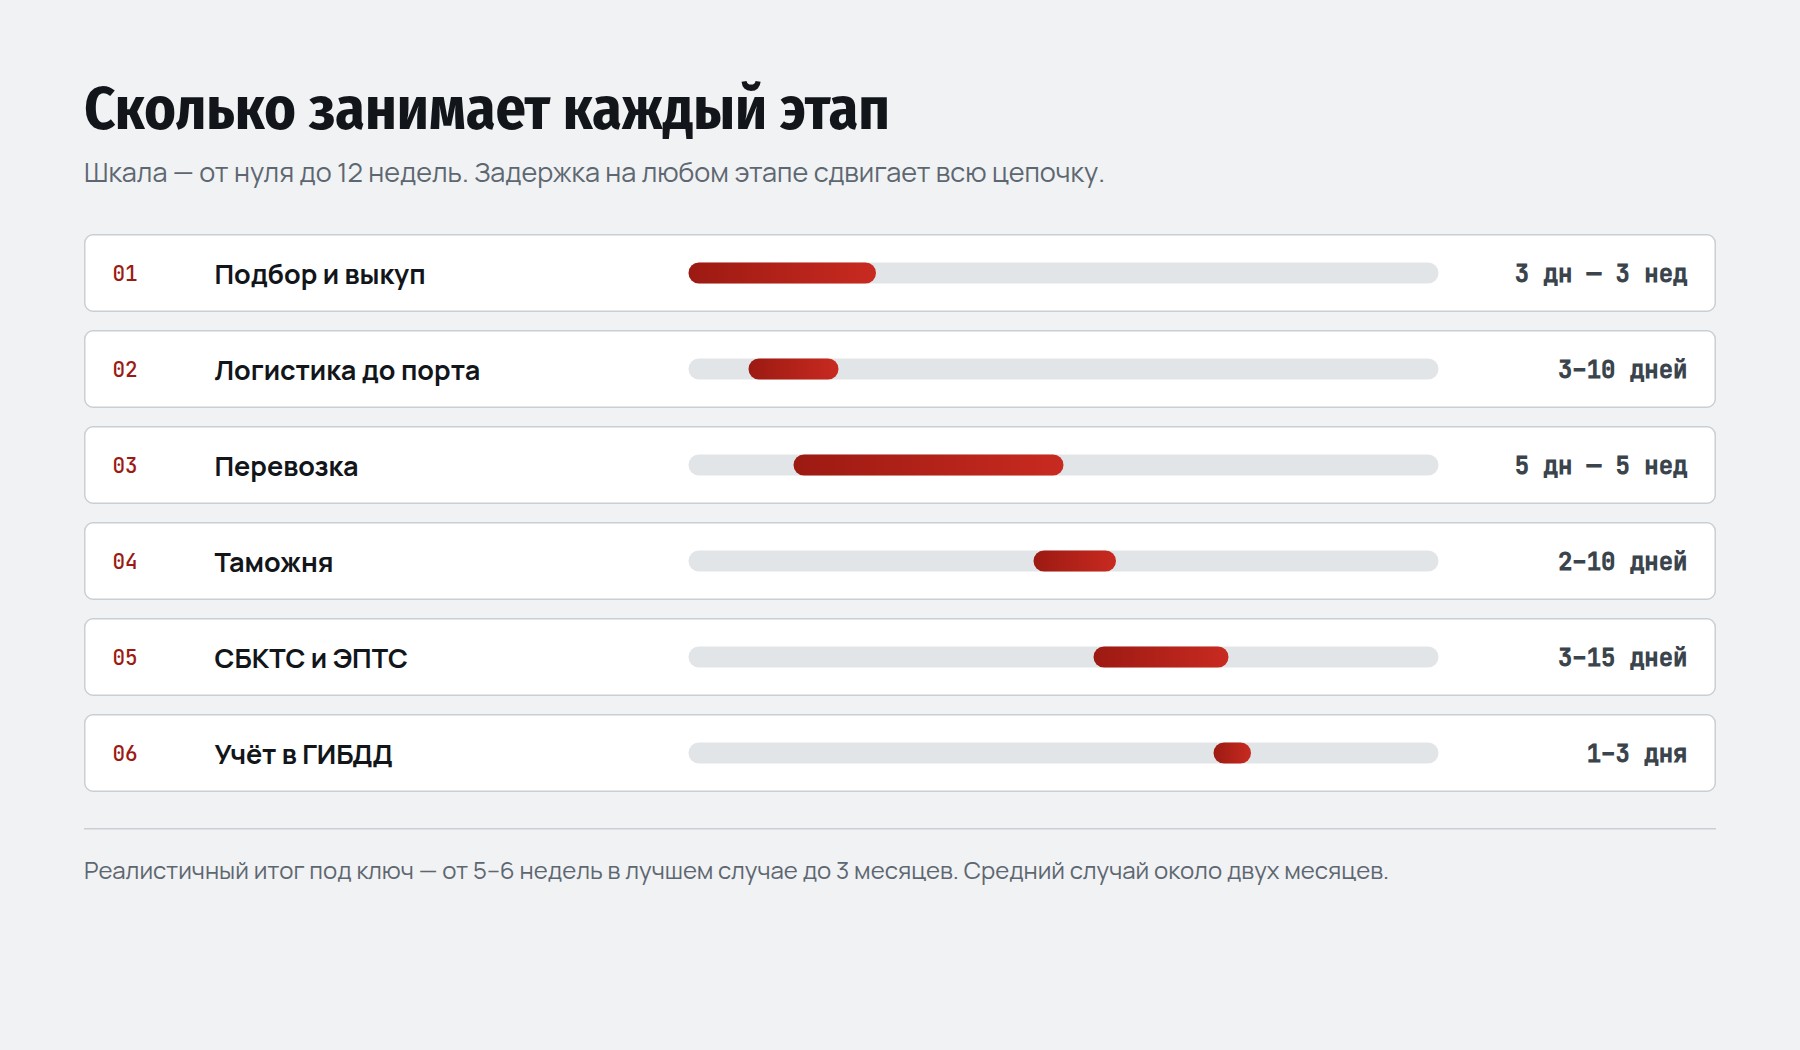 Сколько занимает каждый этап
Шкала — от нуля до 12 недель. Задержка на любом этапе сдвигает всю цепочку.
01 Подбор и выкуп 3 дн — 3 нед
02 Логистика до порта 3–10 дней
03 Перевозка 5 дн — 5 нед
04 Таможня 2–10 дней
05 СБКТС и ЭПТС 3–15 дней
06 Учёт в ГИБДД 1–3 дня
Реалистичный итог под ключ — от 5–6 недель в лучшем случае до 3 месяцев. Средний случай около двух месяцев.